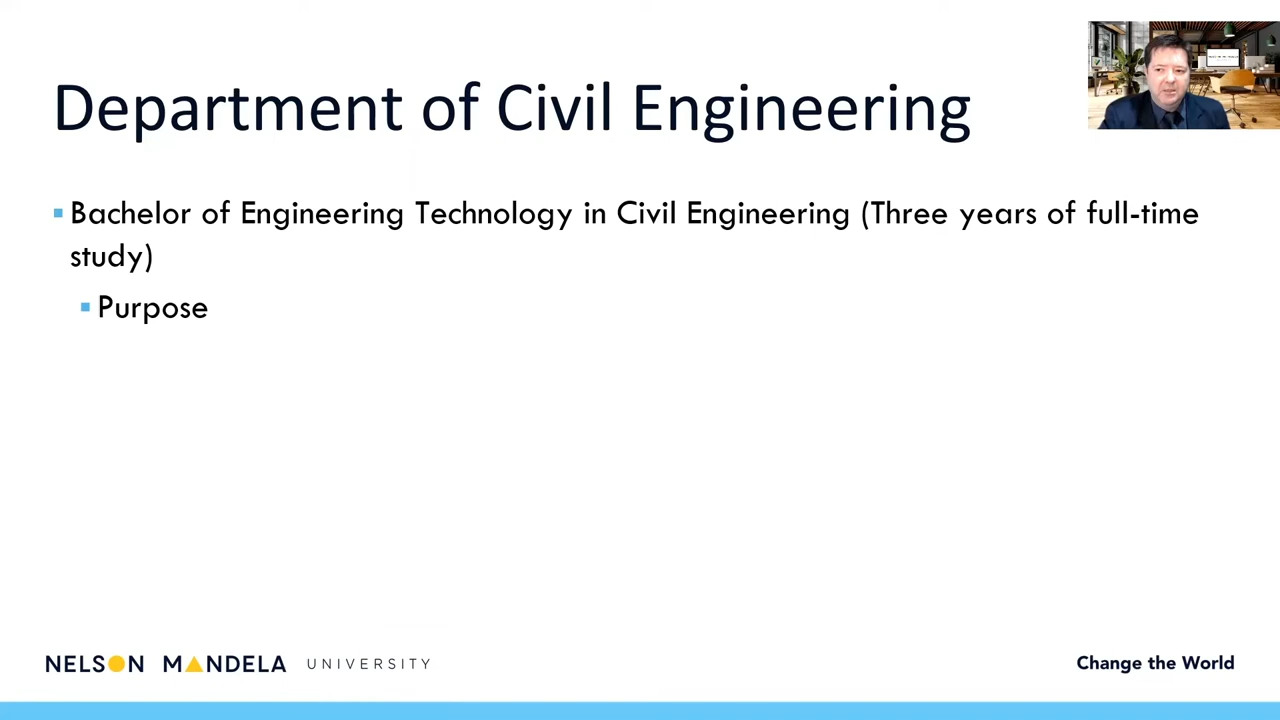 Department of Civil Engineering
Bachelor of Engineering Technology in Civil Engineering (Three years of full-time
study)
Purpose
NELSON MANDELA UNIVERSITY
Change the World